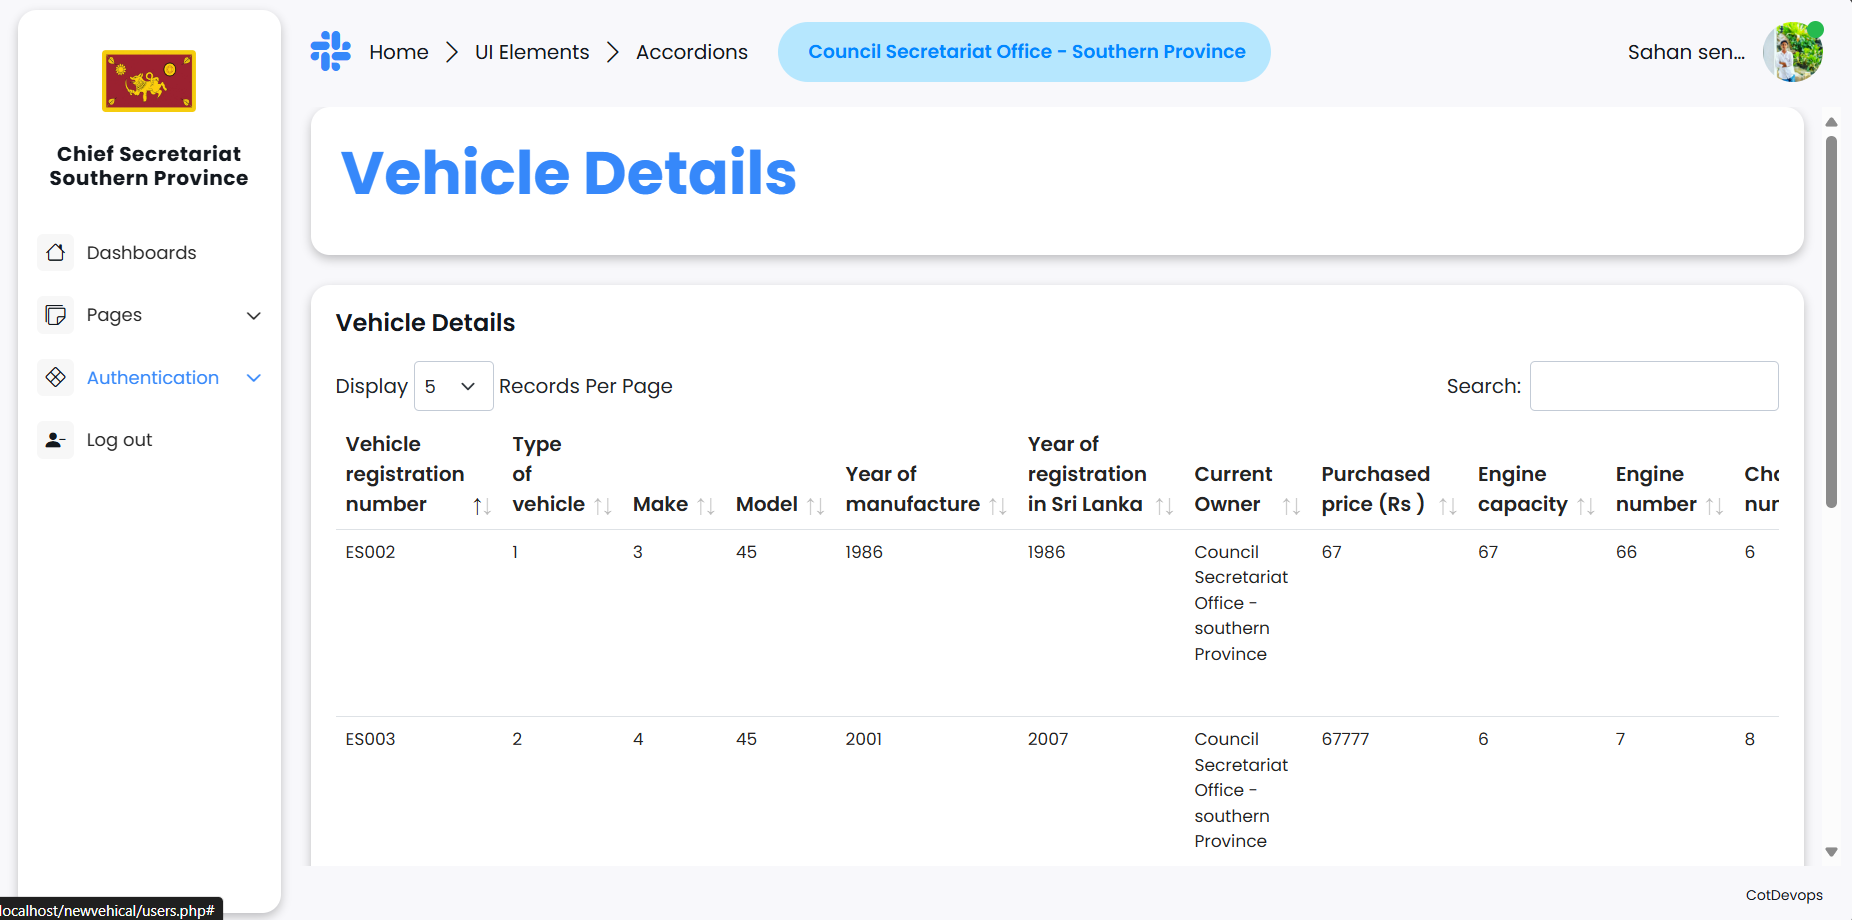 Chief Secretariat
Southern Province
Dashboards
Pages
Authentication
Log out
Home
UI Elements
Accordions
Council Secretariat Office - Southern Province
Sahan sen...
Vehicle Details
Vehicle Details
Display 5 Records Per Page
Search:
Vehicle registration number
Type of vehicle
Make
Model
Year of manufacture
Year of registration in Sri Lanka
Current Owner
Purchased price (Rs )
Engine capacity
Engine number
ES002 1 3 45 1986 1986 Council 67 67 66 6
Secretariat
Office -
southern
Province
ES003 2 4 45 2001 2007 Council 67777 6 7 8
Secretariat
Office -
southern
Province
CotDevops
localhost/newvehical/users.php#